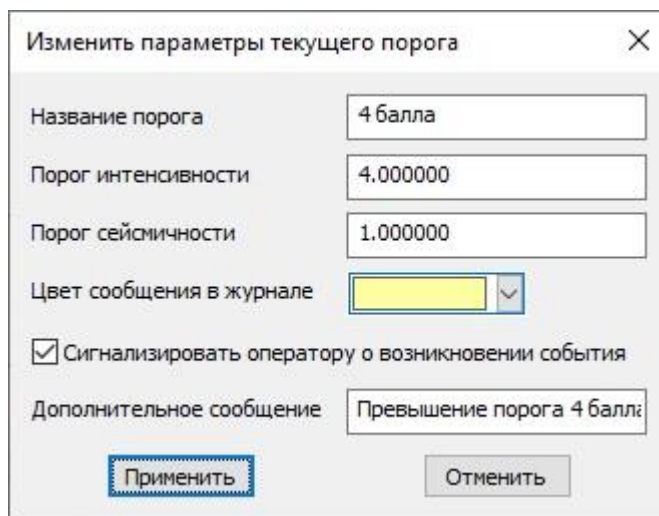 Изменить параметры текущего порога
Название порога 4 балла
Порог интенсивности 4.000000
Порог сейсмичности 1.000000
Цвет сообщения в журнале
Сигнализировать оператору о возникновении события
Дополнительное сообщение Превышение порога 4 балла
Применить Отменить